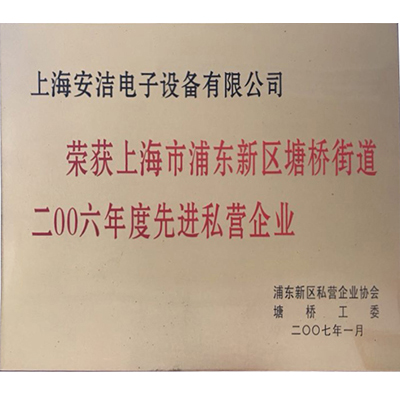 上海安洁电子设备有限公司
荣获上海市浦东新区塘桥街道
二00六年度先进私营企业
浦东新区私营企业协会
塘桥工委
二〇〇七年一月